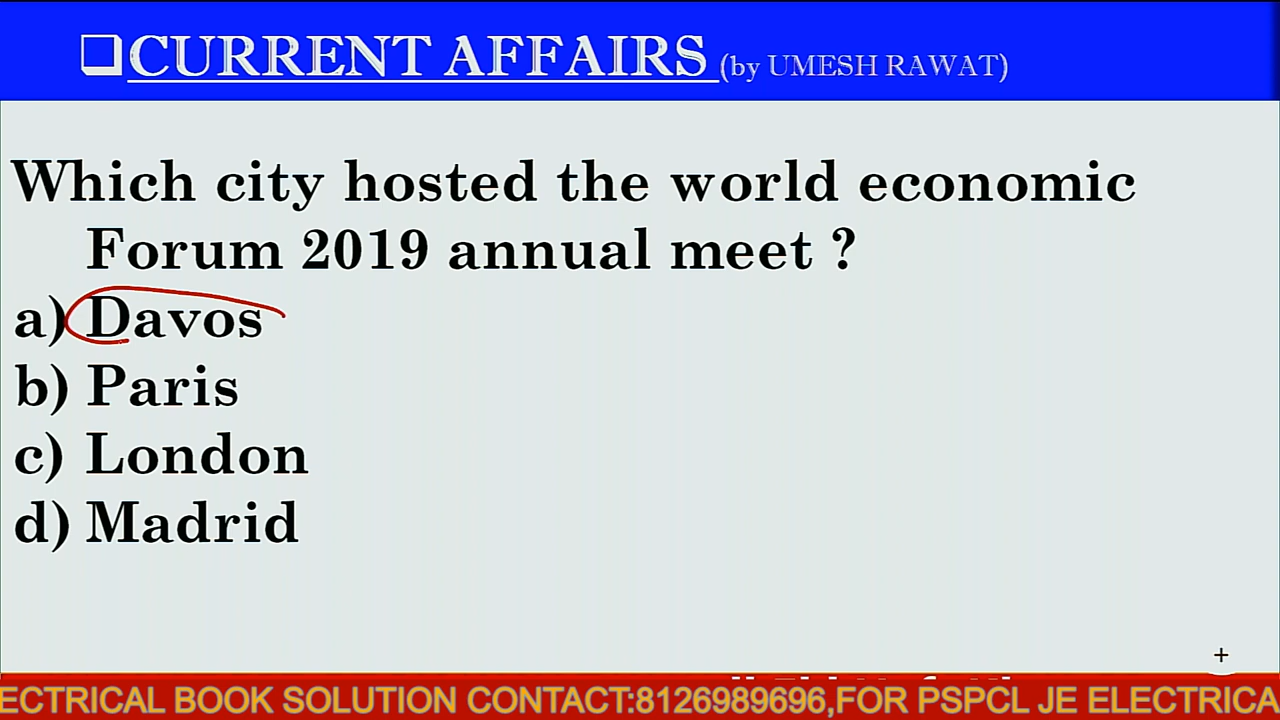 CURRENT AFFAIRS (by UMESH RAWAT)
Which city hosted the world economic
Forum 2019 annual meet ?
a) Davos
b) Paris
c) London
d) Madrid
ECTRICAL BOOK SOLUTION CONTACT:8126989696,FOR PSPCL JE ELECTRICA